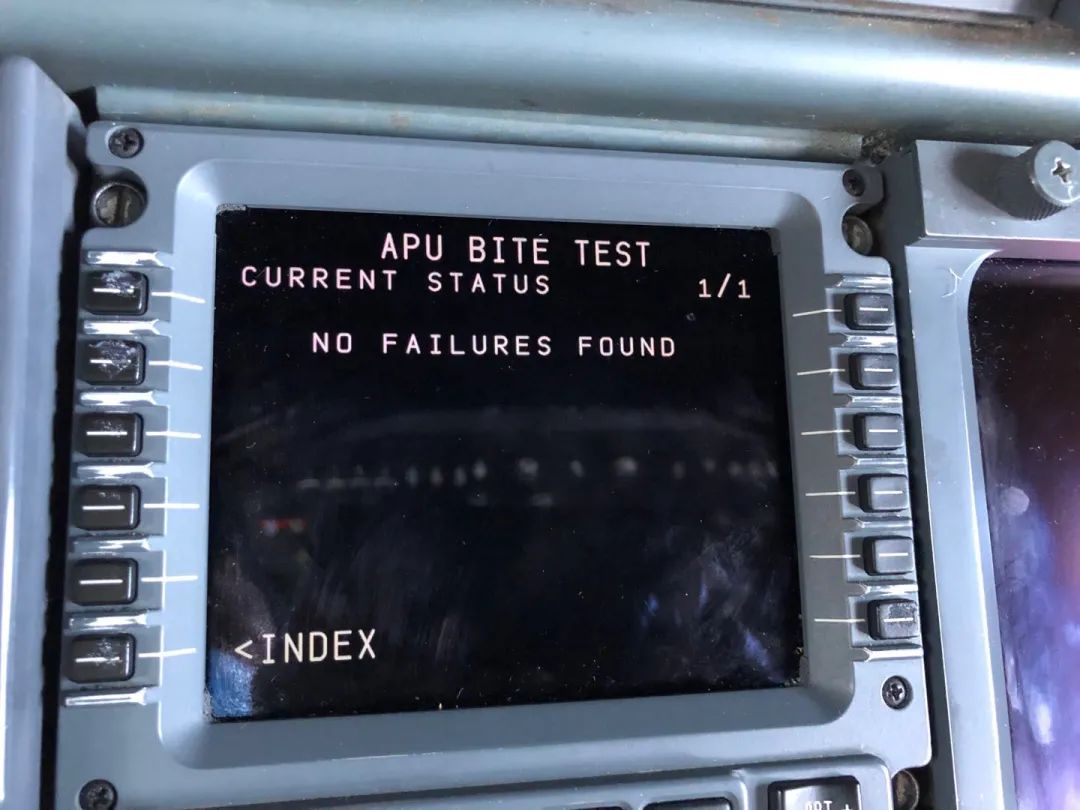 APU BITE TEST
CURRENT STATUS 1/1
NO FAILURES FOUND
<INDEX